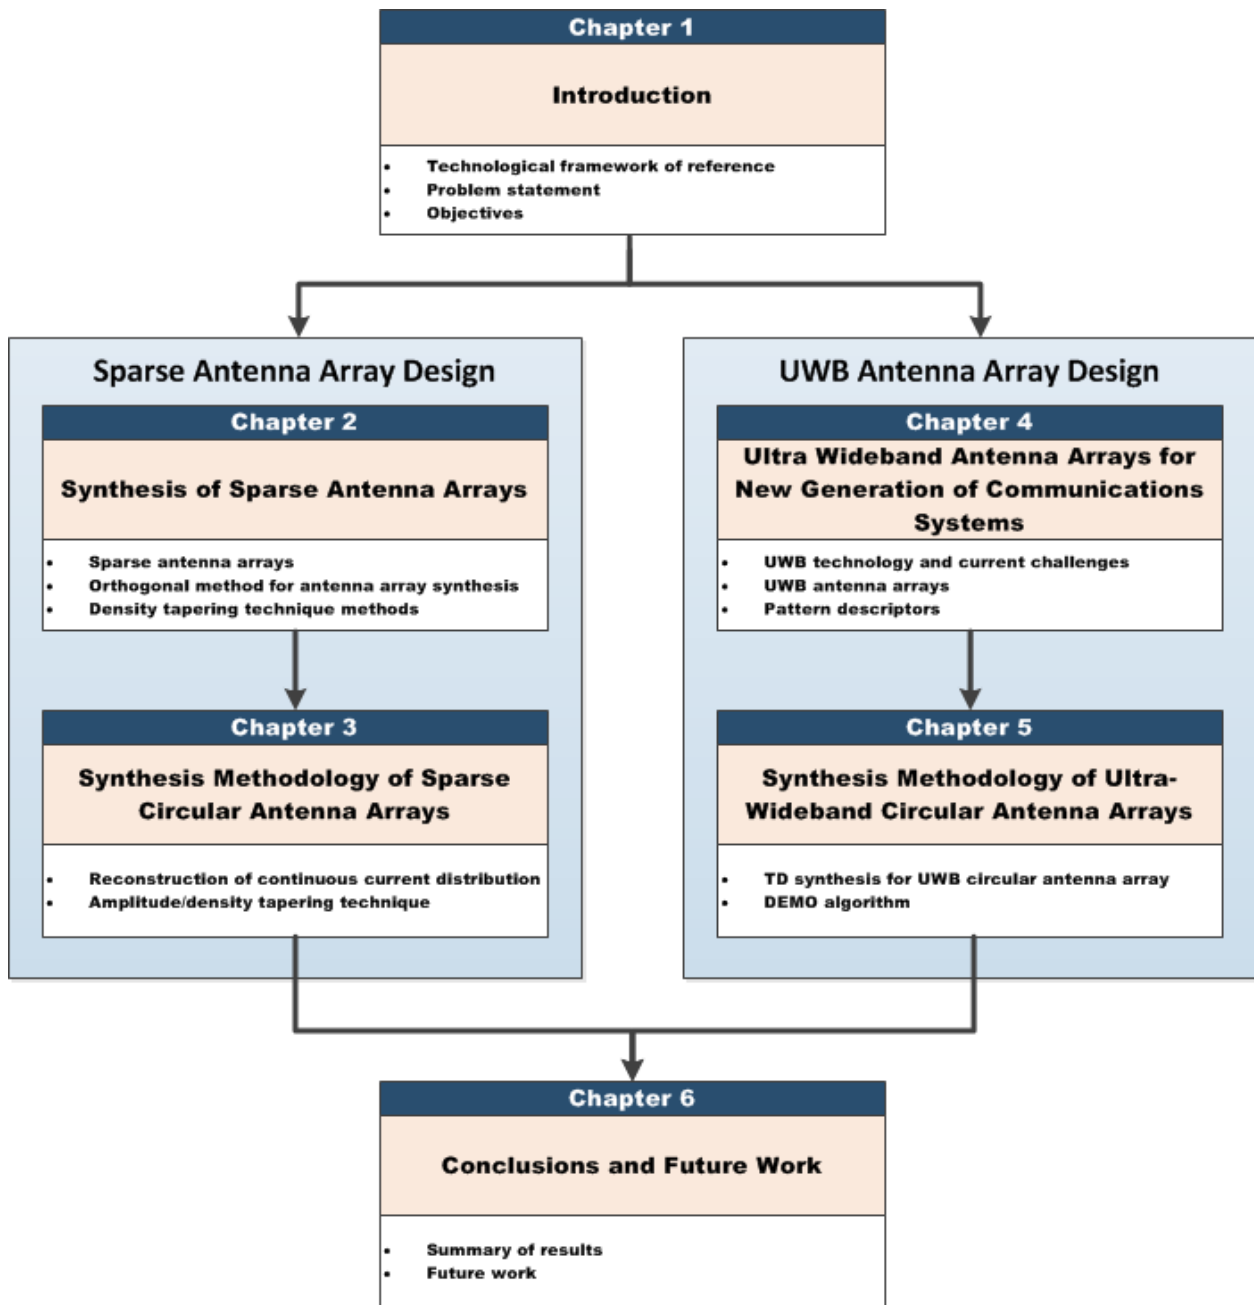 Chapter 1
Introduction
• Technological framework of reference
• Problem statement
• Objectives
Sparse Antenna Array Design
Chapter 2
Synthesis of Sparse Antenna Arrays
• Sparse antenna arrays
• Orthogonal method for antenna array synthesis
• Density tapering technique methods
Chapter 3
Synthesis Methodology of Sparse
Circular Antenna Arrays
• Reconstruction of continuous current distribution
• Amplitude/density tapering technique
UWB Antenna Array Design
Chapter 4
Ultra Wideband Antenna Arrays for
New Generation of Communications
Systems
• UWB technology and current challenges
• UWB antenna arrays
• Pattern descriptors
Chapter 5
Synthesis Methodology of Ultra-
Wideband Circular Antenna Arrays
• TD synthesis for UWB circular antenna array
• DEMO algorithm
Chapter 6
Conclusions and Future Work
• Summary of results
• Future work